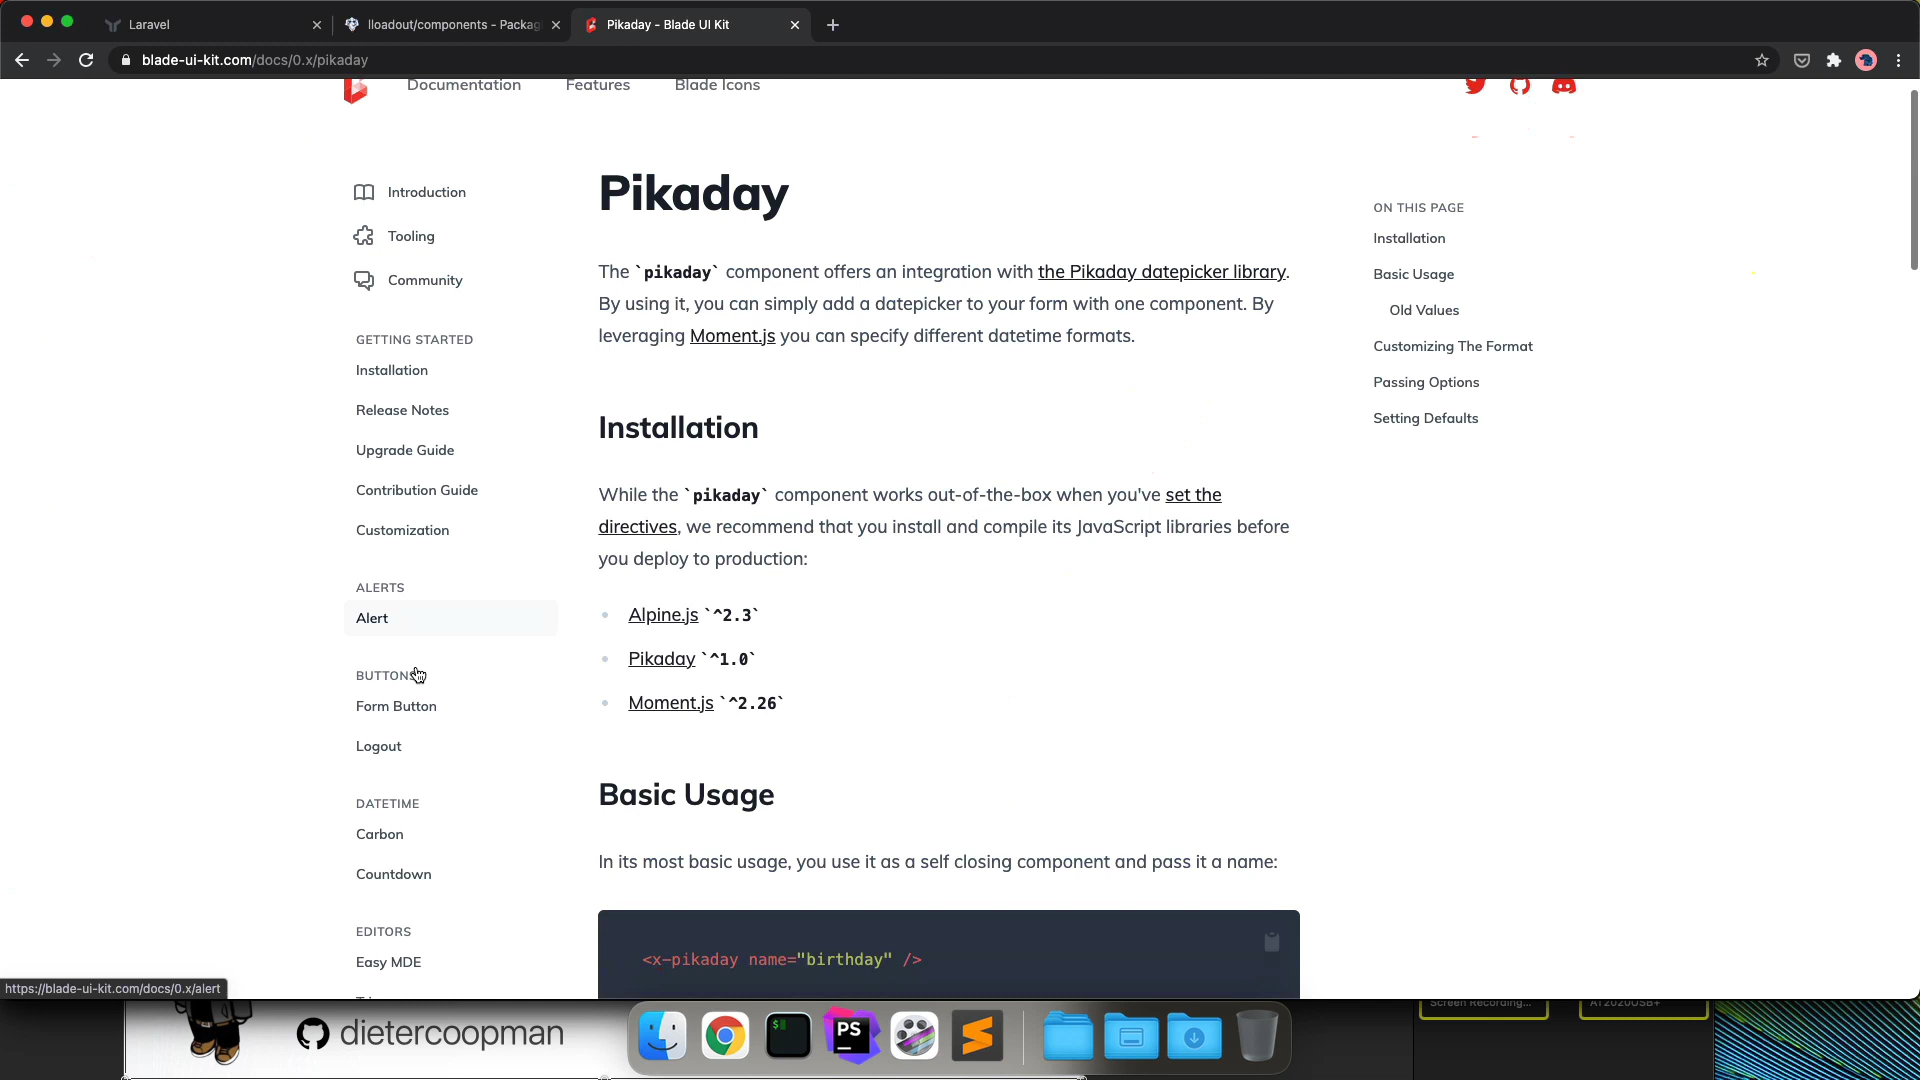 Laravel
lloadout/components - Packag
Pikaday - Blade UI Kit
blade-ui-kit.com/docs/0.x/pikaday
Documentation
Features
Blade Icons
Introduction
Tooling
Community
GETTING STARTED
Installation
Release Notes
Upgrade Guide
Contribution Guide
Customization
ALERTS
Alert
BUTTONS
Form Button
Logout
DATETIME
Carbon
Countdown
EDITORS
Easy MDE
Pikaday
The `pikaday` component offers an integration with the Pikaday datepicker library.
By using it, you can simply add a datepicker to your form with one component. By
leveraging Moment.js you can specify different datetime formats.
Installation
While the `pikaday` component works out-of-the-box when you've set the
directives, we recommend that you install and compile its JavaScript libraries before
you deploy to production:
Alpine.js `^2.3`
Pikaday `^1.0`
Moment.js `^2.26`
Basic Usage
In its most basic usage, you use it as a self closing component and pass it a name:
<x-pikaday name="birthday" />
ON THIS PAGE
Installation
Basic Usage
Old Values
Customizing The Format
Passing Options
Setting Defaults
https://blade-ui-kit.com/docs/0.x/alert
dietercoopman
$
PS
Screen Recording...
AT2020USB+